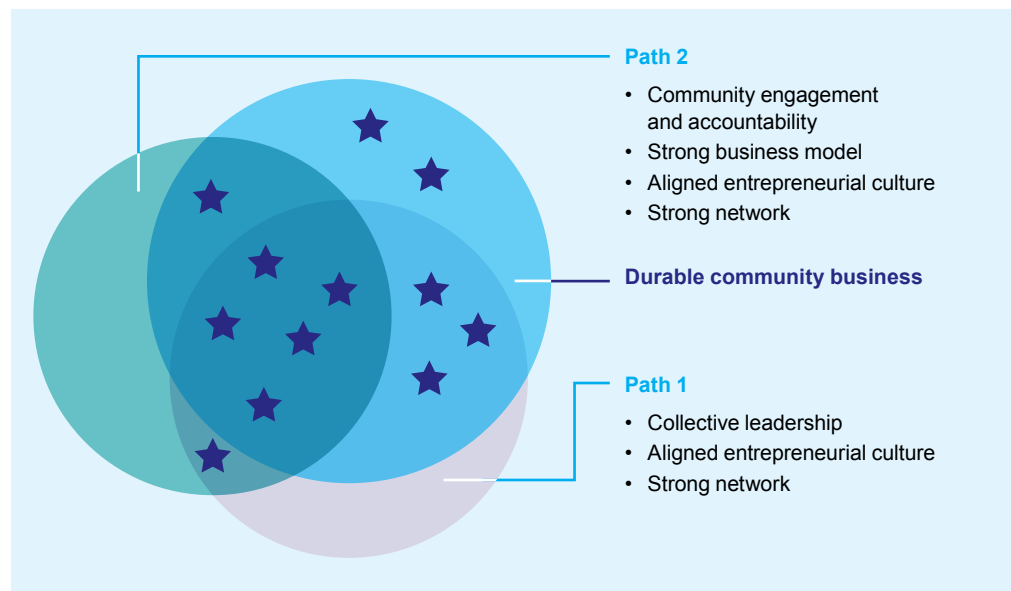 Path 2
• Community engagement
and accountability
• Strong business model
• Aligned entrepreneurial culture
• Strong network
Durable community business
Path 1
• Collective leadership
• Aligned entrepreneurial culture
• Strong network